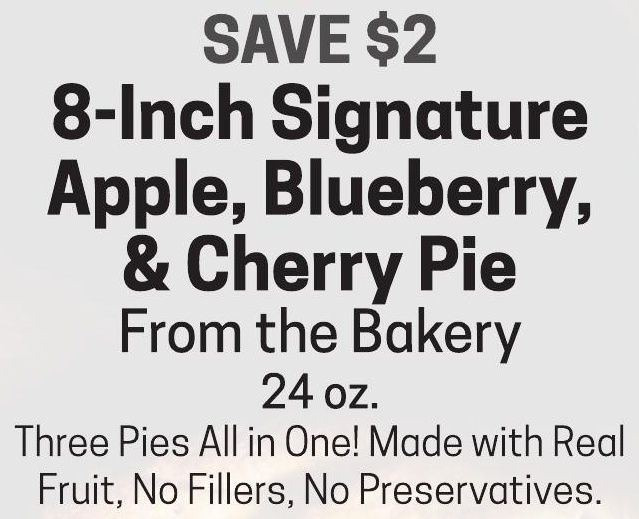 SAVE $2
8-Inch Signature
Apple, Blueberry,
& Cherry Pie
From the Bakery
24 oz.
Three Pies All in One! Made with Real
Fruit, No Fillers, No Preservatives.